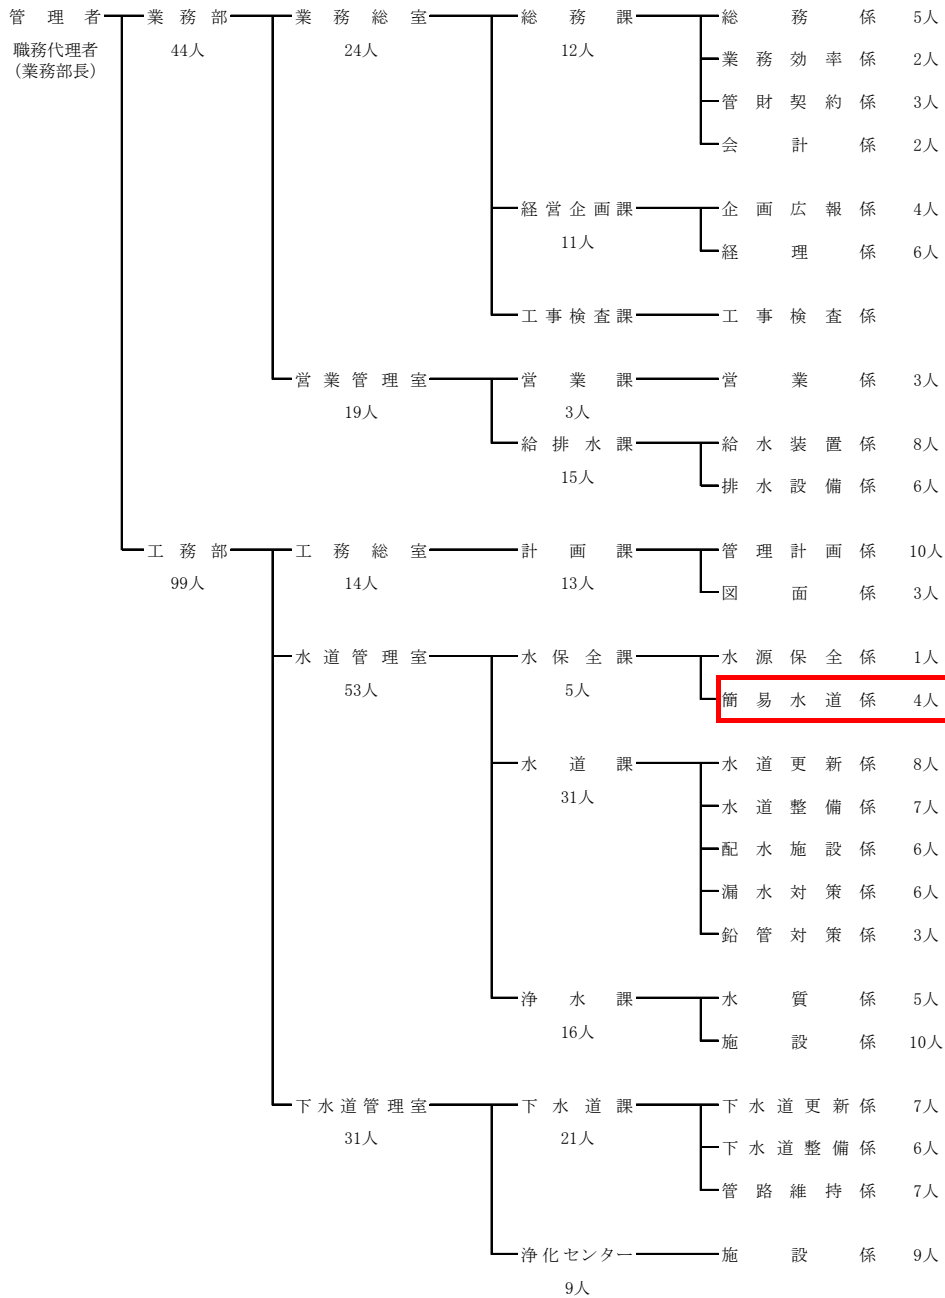 管理者 業務部 業務総室 総務課 総務係 5人
職務代理者 44人 24人 12人
（業務部長）
業務効率係 2人
管財契約係 3人
会計係 2人
経営企画課 企画広報係 4人
11人
経理係 6人
工事検査課 工事検査係
営業管理室 営業課 営業係 3人
19人 3人
給排水課 給水装置係 8人
15人
排水設備係 6人
工務部 工務総室 計画課 管理計画係 10人
99人 14人 13人
図面係 3人
水道管理室 水保全課 水源保全係 1人
53人 5人
簡易水道係 4人
水道課 水道更新係 8人
31人
水道整備係 7人
配水施設係 6人
漏水対策係 6人
鉛管対策係 3人
浄水課 水質係 5人
16人
施設係 10人
下水道管理室 下水道課 下水道更新係 7人
31人 21人
下水道整備係 6人
管路維持係 7人
浄化センター 施設係 9人
9人